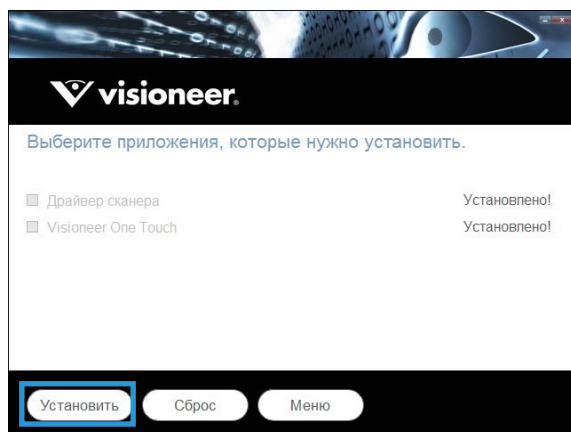 visioneer.
Выберите приложения, которые нужно установить.
Драйвер сканера Установлено!
Visioneer One Touch Установлено!
Установить Сброс Меню